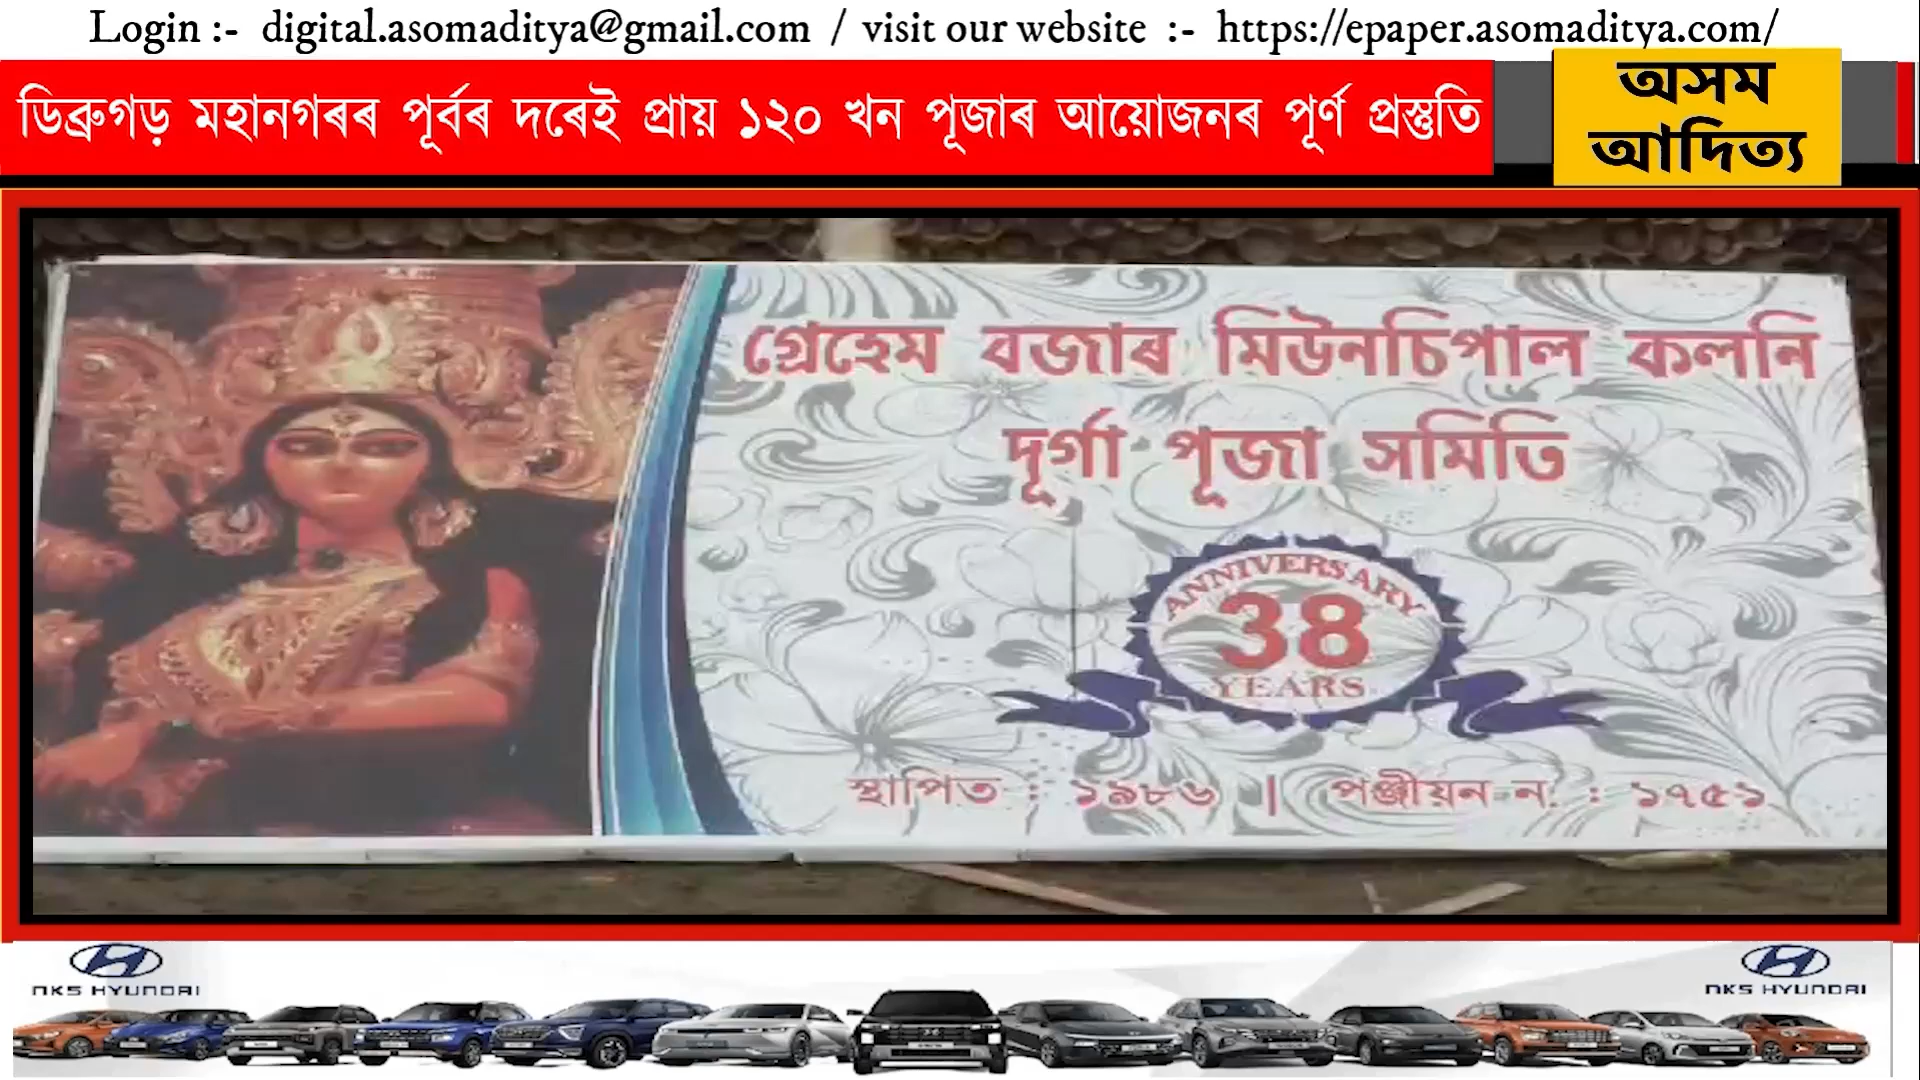 Login :-  digital.asomaditya@gmail.com  / visit our website  :-  https://epaper.asomaditya.com/
ডিব্ৰুগড় মহানগৰৰ পূৰ্বৰ দৰেই প্ৰায় ১২০ খন পূজাৰ আয়োজনৰ পূৰ্ণ প্ৰস্তুতি
অসম
আদিত্য
গ্ৰেহেম বজাৰ মিউনচিপাল কলনি
দূৰ্গা পূজা সমিতি
ANNIVERSARY
38
YEARS
স্থাপিত : ১৯৮৬ | পঞ্জীয়ন ন. : ১৭৫১
NKS HYUNDAI
NKS HYUNDAI